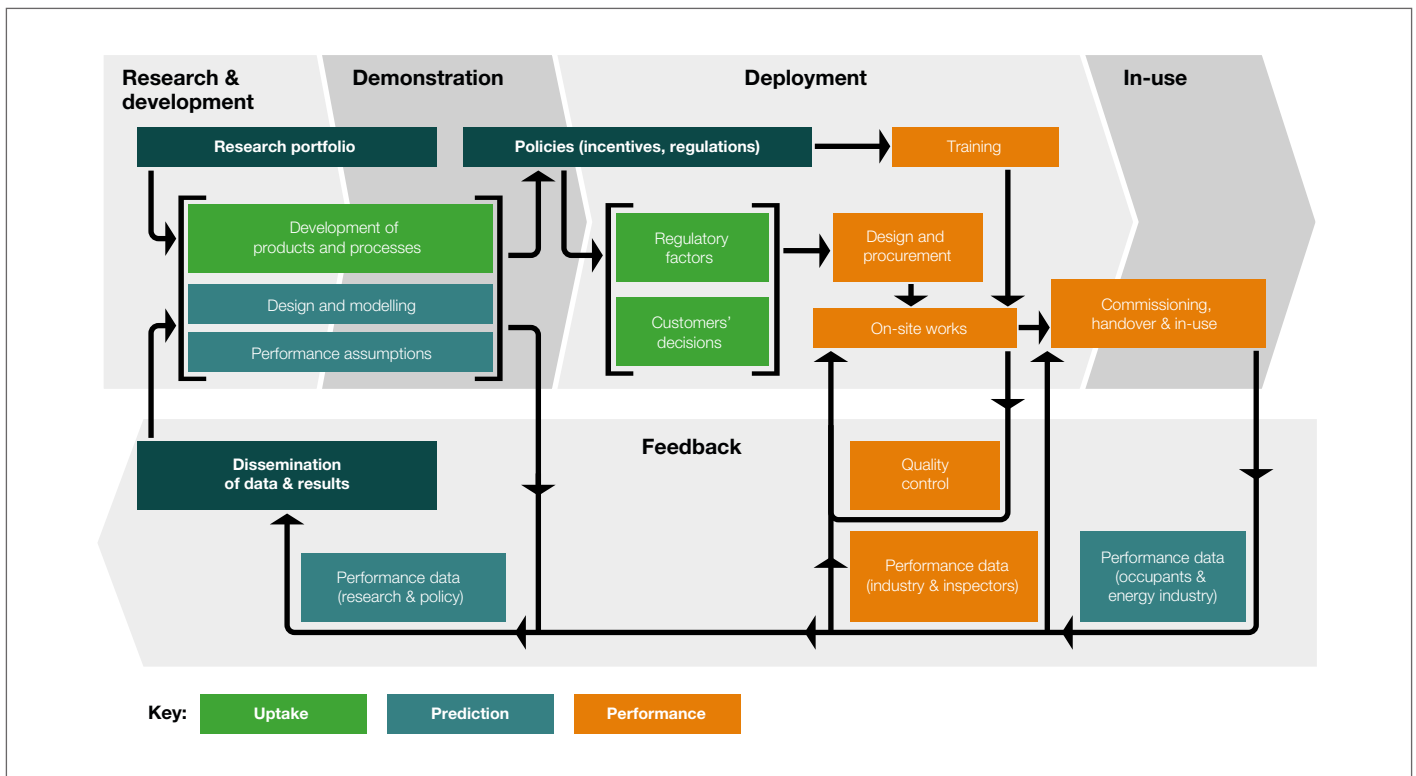 Research &
development
Demonstration
Deployment
In-use
Research portfolio
Policies (incentives, regulations)
Training
Development of
products and processes
Regulatory
factors
Design and
procurement
Design and modelling
Customers’
decisions
On-site works
Commissioning,
handover & in-use
Performance assumptions
Feedback
Dissemination
of data & results
Quality
control
Performance data
(research & policy)
Performance data
(industry & inspectors)
Performance data
(occupants &
energy industry)
Key:
Uptake
Prediction
Performance